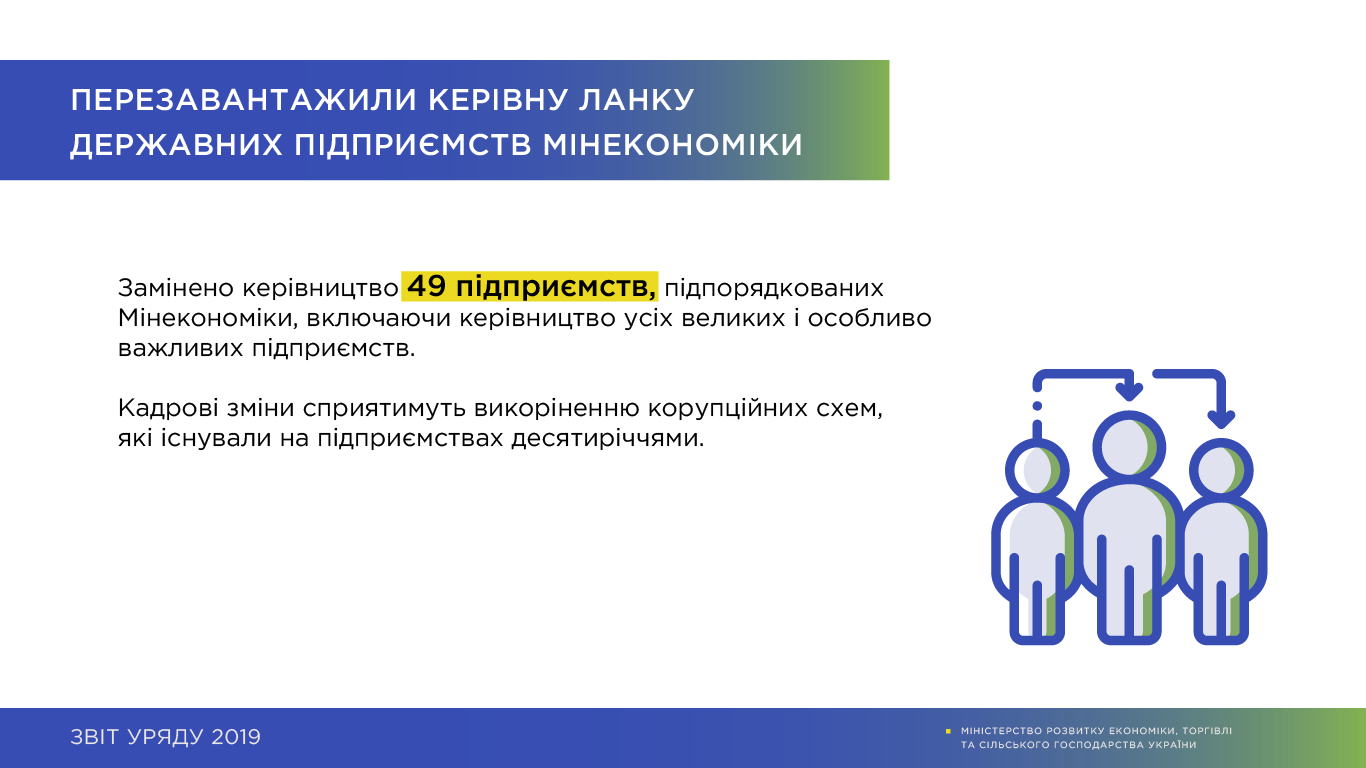 ПЕРЕЗАВАНТАЖИЛИ КЕРІВНУ ЛАНКУ
ДЕРЖАВНИХ ПІДПРИЄМСТВ МІНЕКОНОМІКИ
Замінено керівництво 49 підприємств, підпорядкованих
Мінекономіки, включаючи керівництво усіх великих і особливо
важливих підприємств.
Кадрові зміни сприятимуть викоріненню корупційних схем,
які існували на підприємствах десятиріччями.
ЗВІТ УРЯДУ 2019
МІНІСТЕРСТВО РОЗВИТКУ ЕКОНОМІКИ, ТОРГІВЛІ
ТА СІЛЬСЬКОГО ГОСПОДАРСТВА УКРАЇНИ